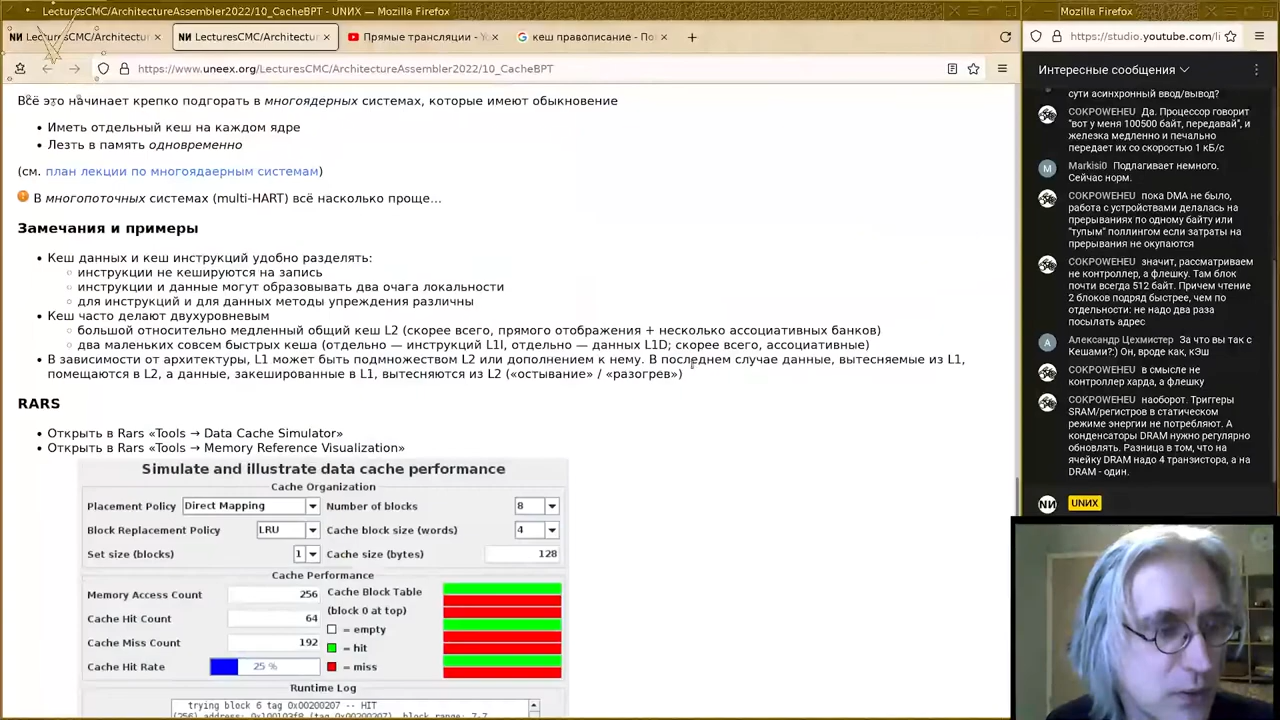 LecturesCMC/ArchitectureAssembler2022/10_CacheBPT - UNИX — Mozilla Firefox
LecturesCMC/Architectur
LecturesCMC/Architectur
Прямые трансляции - Yo
кеш правописание - По
https://www.uneex.org/LecturesCMC/ArchitectureAssembler2022/10_CacheBPT
Всё это начинает крепко подгорать в многоядерных системах, которые имеют обыкновение
Иметь отдельный кеш на каждом ядре
Лезть в память одновременно
(см. план лекции по многоядаерным системам)
В многопоточных системах (multi-HART) всё насколько проще…
Замечания и примеры
Кеш данных и кеш инструкций удобно разделять:
инструкции не кешируются на запись
инструкции и данные могут образовывать два очага локальности
для инструкций и для данных методы упреждения различны
Кеш часто делают двухуровневым
большой относительно медленный общий кеш L2 (скорее всего, прямого отображения + несколько ассоциативных банков)
два маленьких совсем быстрых кеша (отдельно — инструкций L1I, отдельно — данных L1D; скорее всего, ассоциативные)
В зависимости от архитектуры, L1 может быть подмножеством L2 или дополнением к нему. В последнем случае данные, вытесняемые из L1,
помещаются в L2, а данные, закешированные в L1, вытесняются из L2 («остывание» / «разогрев»)
RARS
Открыть в Rars «Tools → Data Cache Simulator»
Открыть в Rars «Tools → Memory Reference Visualization»
Simulate and illustrate data cache performance
Cache Organization
Placement Policy Direct Mapping Number of blocks 8
Block Replacement Policy LRU Cache block size (words) 4
Set size (blocks) 1 Cache size (bytes) 128
Cache Performance
Memory Access Count 256 Cache Block Table
(block 0 at top)
Cache Hit Count 64
= empty
Cache Miss Count 192
= hit
Cache Hit Rate 25 % = miss
Runtime Log
trying block 6 tag 0x00200207 -- HIT
Mozilla Firefox
https://studio.youtube.com/li
Интересные сообщения
сути асинхронный ввод/вывод?
COKPOWEHEU Да. Процессор говорит
"вот у меня 100500 байт, передавай", и
железка медленно и печально
передает их со скоростью 1 кБ/с
Markisi0 Подлагивает немного.
Сейчас норм.
COKPOWEHEU пока DMA не было,
работа с устройствами делалась на
прерываниях по одному байту или
"тупым" поллингом если затраты на
прерывания не окупаются
COKPOWEHEU значит, рассматриваем
не контроллер, а флешку. Там блок
почти всегда 512 байт. Причем чтение
2 блоков подряд быстрее, чем по-
отдельности: не надо два раза
посылать адрес
Александр Цехмистер За что вы так с
Кешами?:) Он, вроде как, кЭш
COKPOWEHEU в смысле не
контроллер харда, а флешку
COKPOWEHEU наоборот. Триггеры
SRAM/регистров в статическом
режиме энергии не потребляют. А
конденсаторы DRAM нужно регулярно
обновлять. Разница в том, что на
ячейку DRAM надо 4 транзистора, а на
DRAM - один.
UNИX